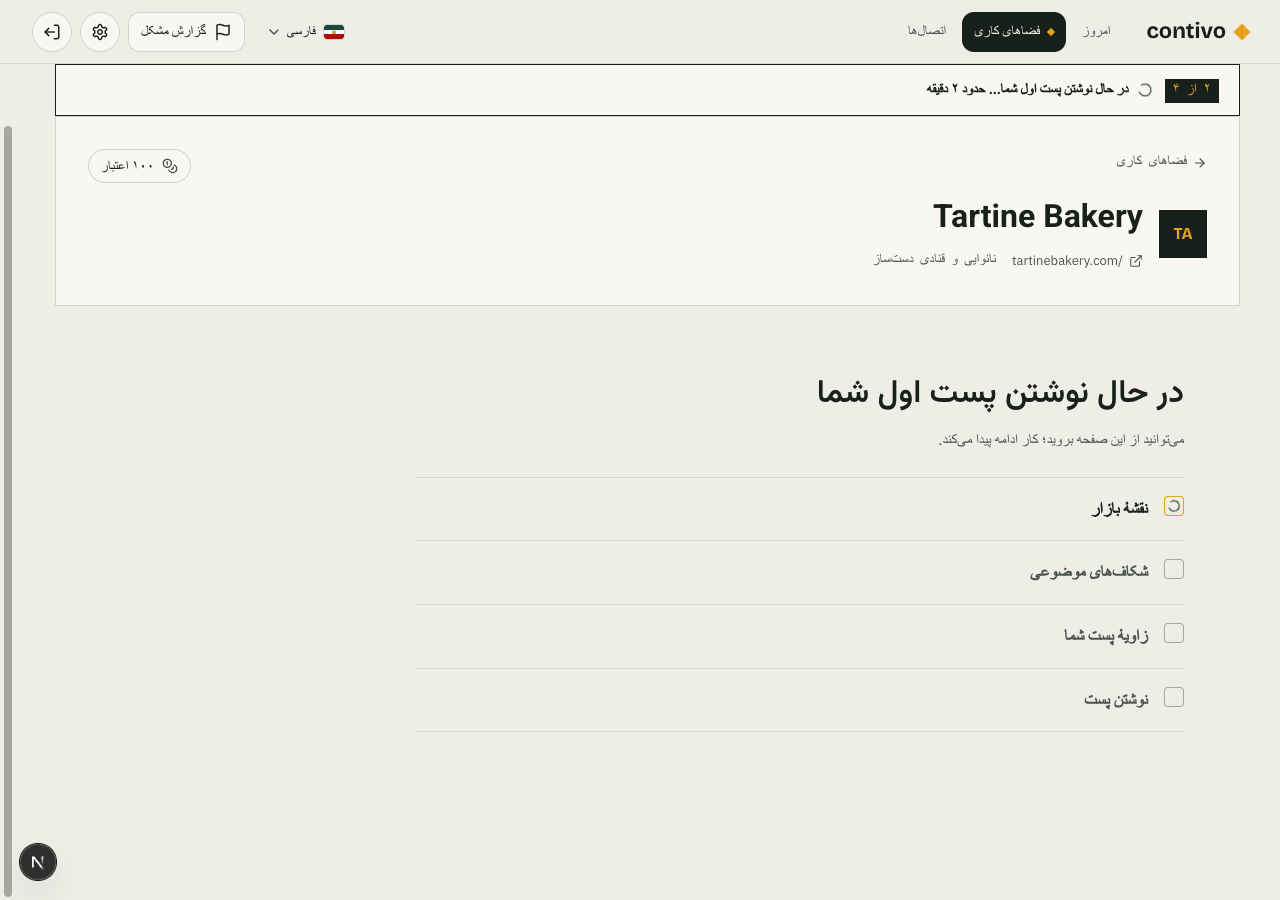 contivo
امروز
فضاهای کاری
اتصال‌ها
فارسی
گزارش مشکل
۲ از ۴
در حال نوشتن پست اول شما... حدود ۲ دقیقه
فضاهای کاری
۱۰۰ اعتبار
TA
Tartine Bakery
tartinebakery.com/
نانوایی و قنادی دست‌ساز
در حال نوشتن پست اول شما
می‌توانید از این صفحه بروید؛ کار ادامه پیدا می‌کند.
نقشهٔ بازار
شکاف‌های موضوعی
زاویهٔ پست شما
نوشتن پست
N